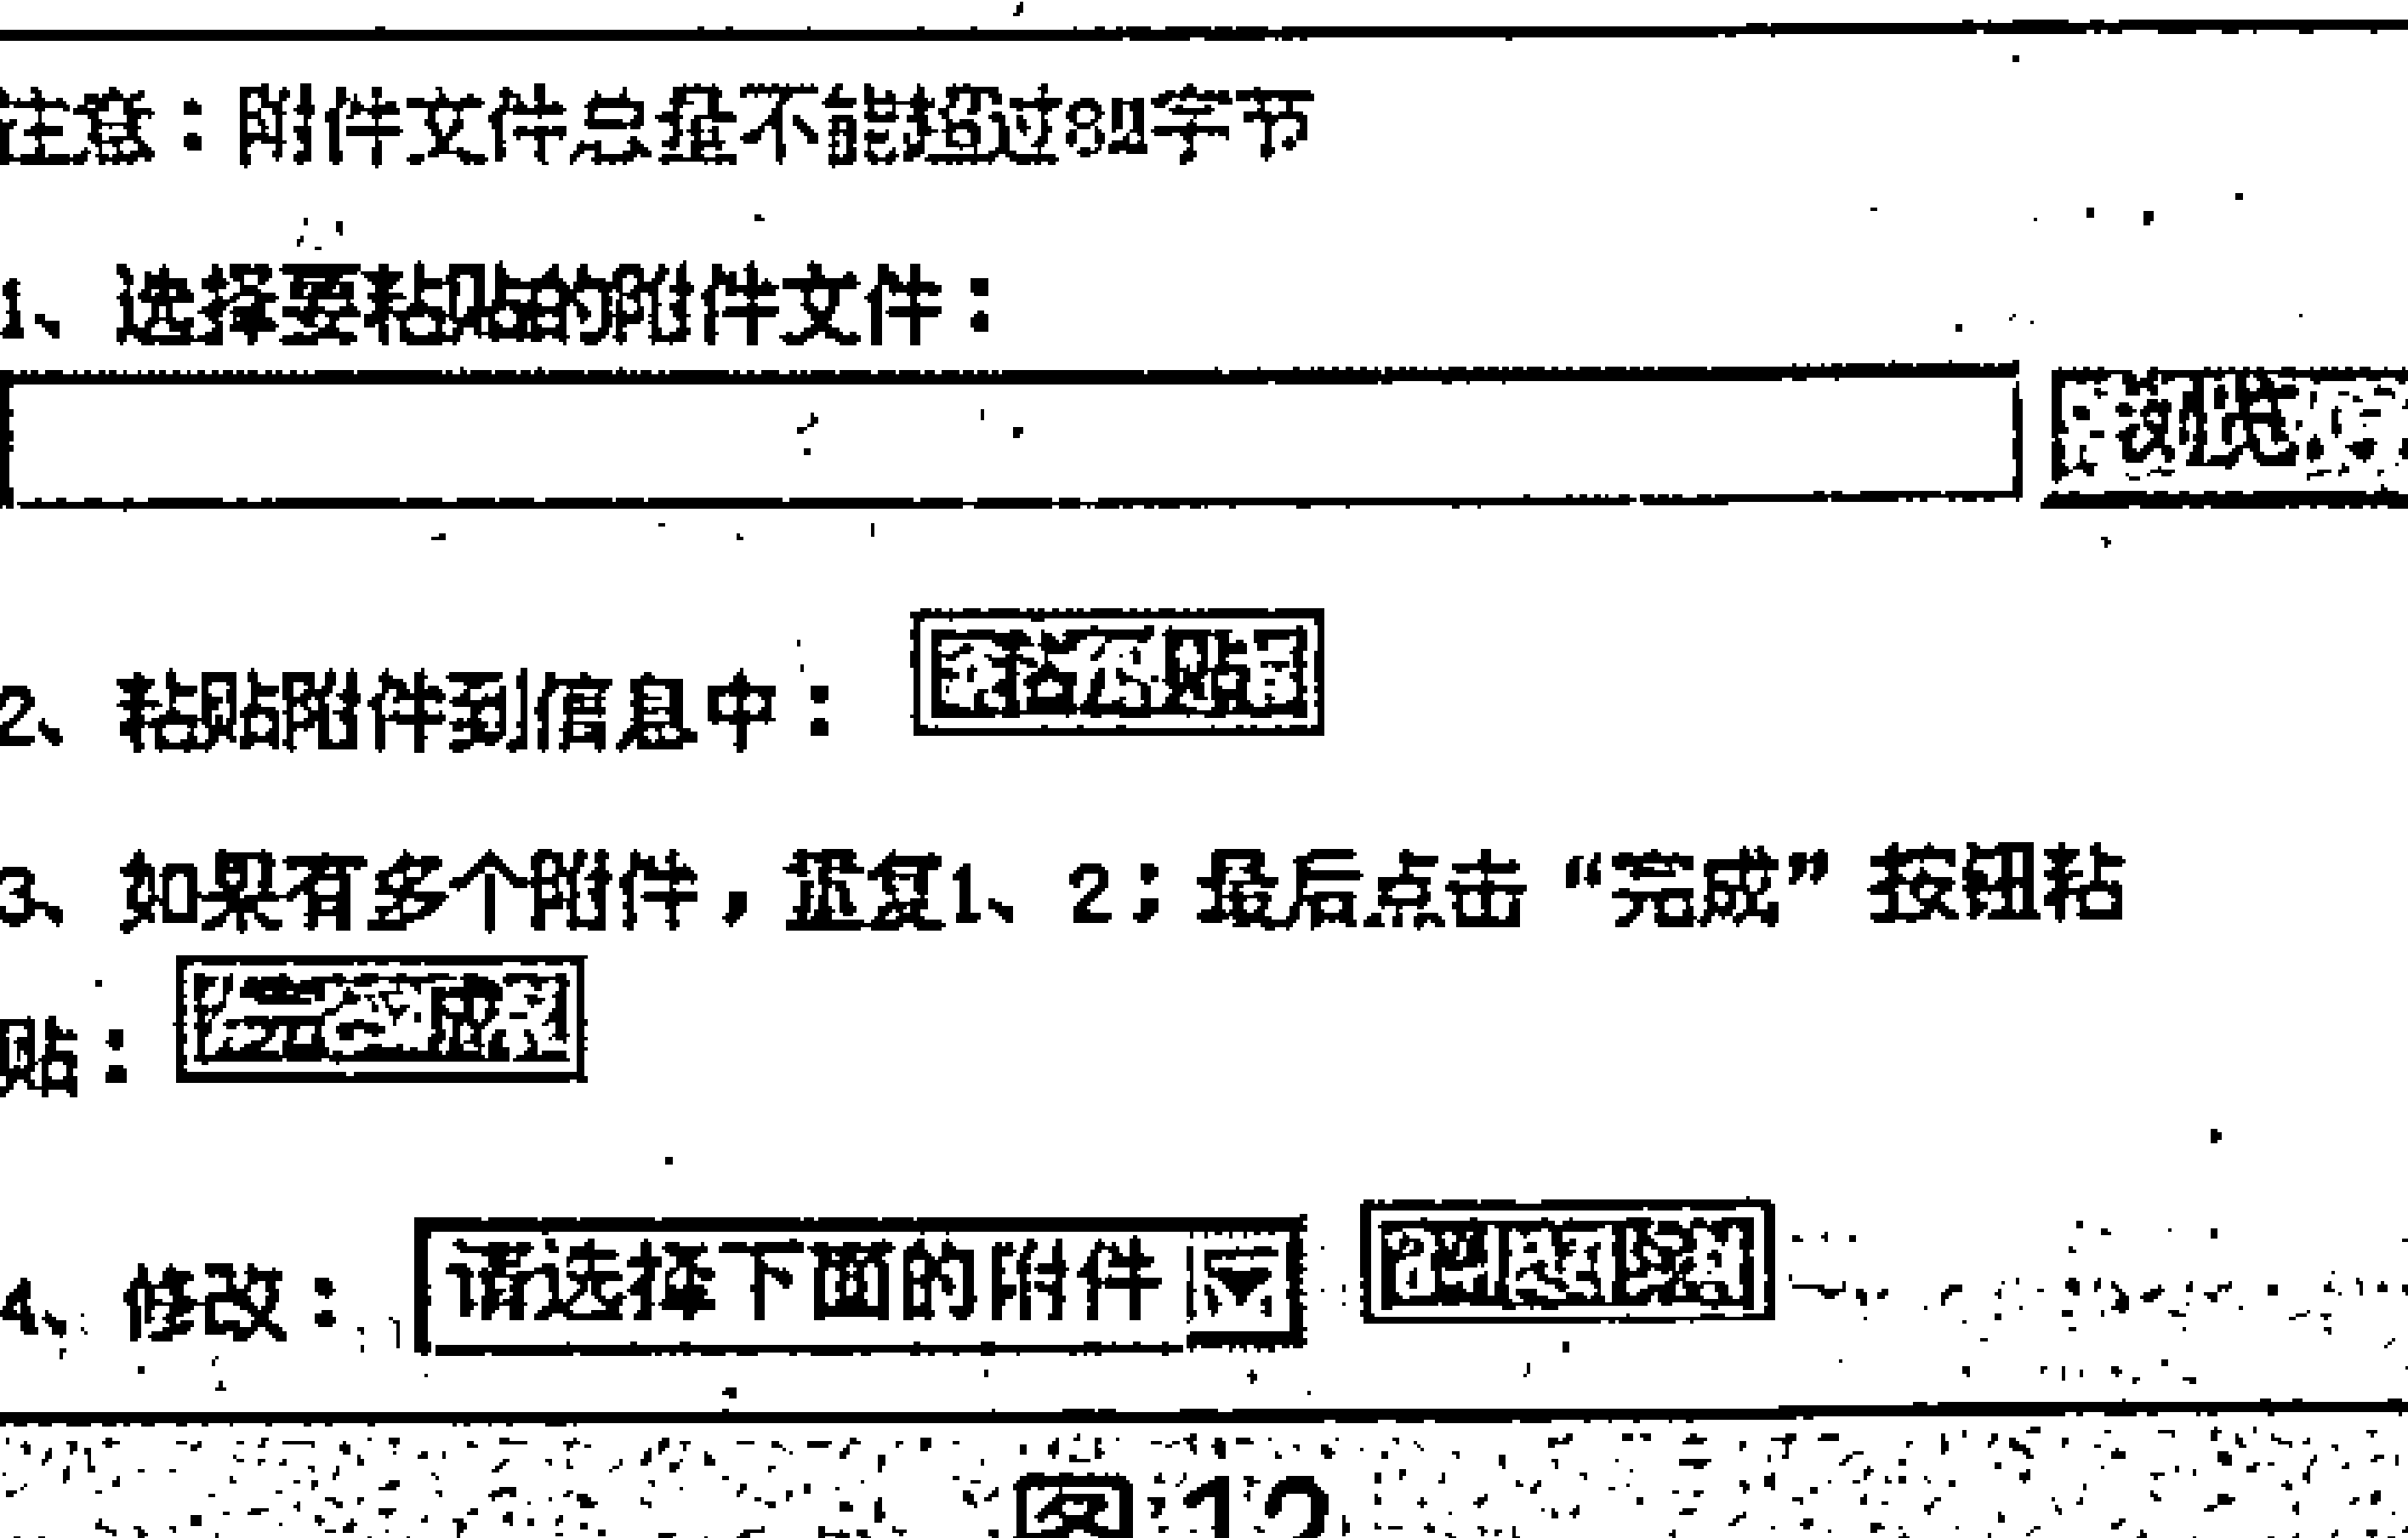 注意：附件文件总量不能超过8M字节
1、选择要粘贴的附件文件：
浏览
2、粘贴附件到信息中： 粘 贴
3、如果有多个附件，重复1、2；最后点击“完成”按钮粘
贴： 完 成
4、修改： 请选择下面的附件
图12